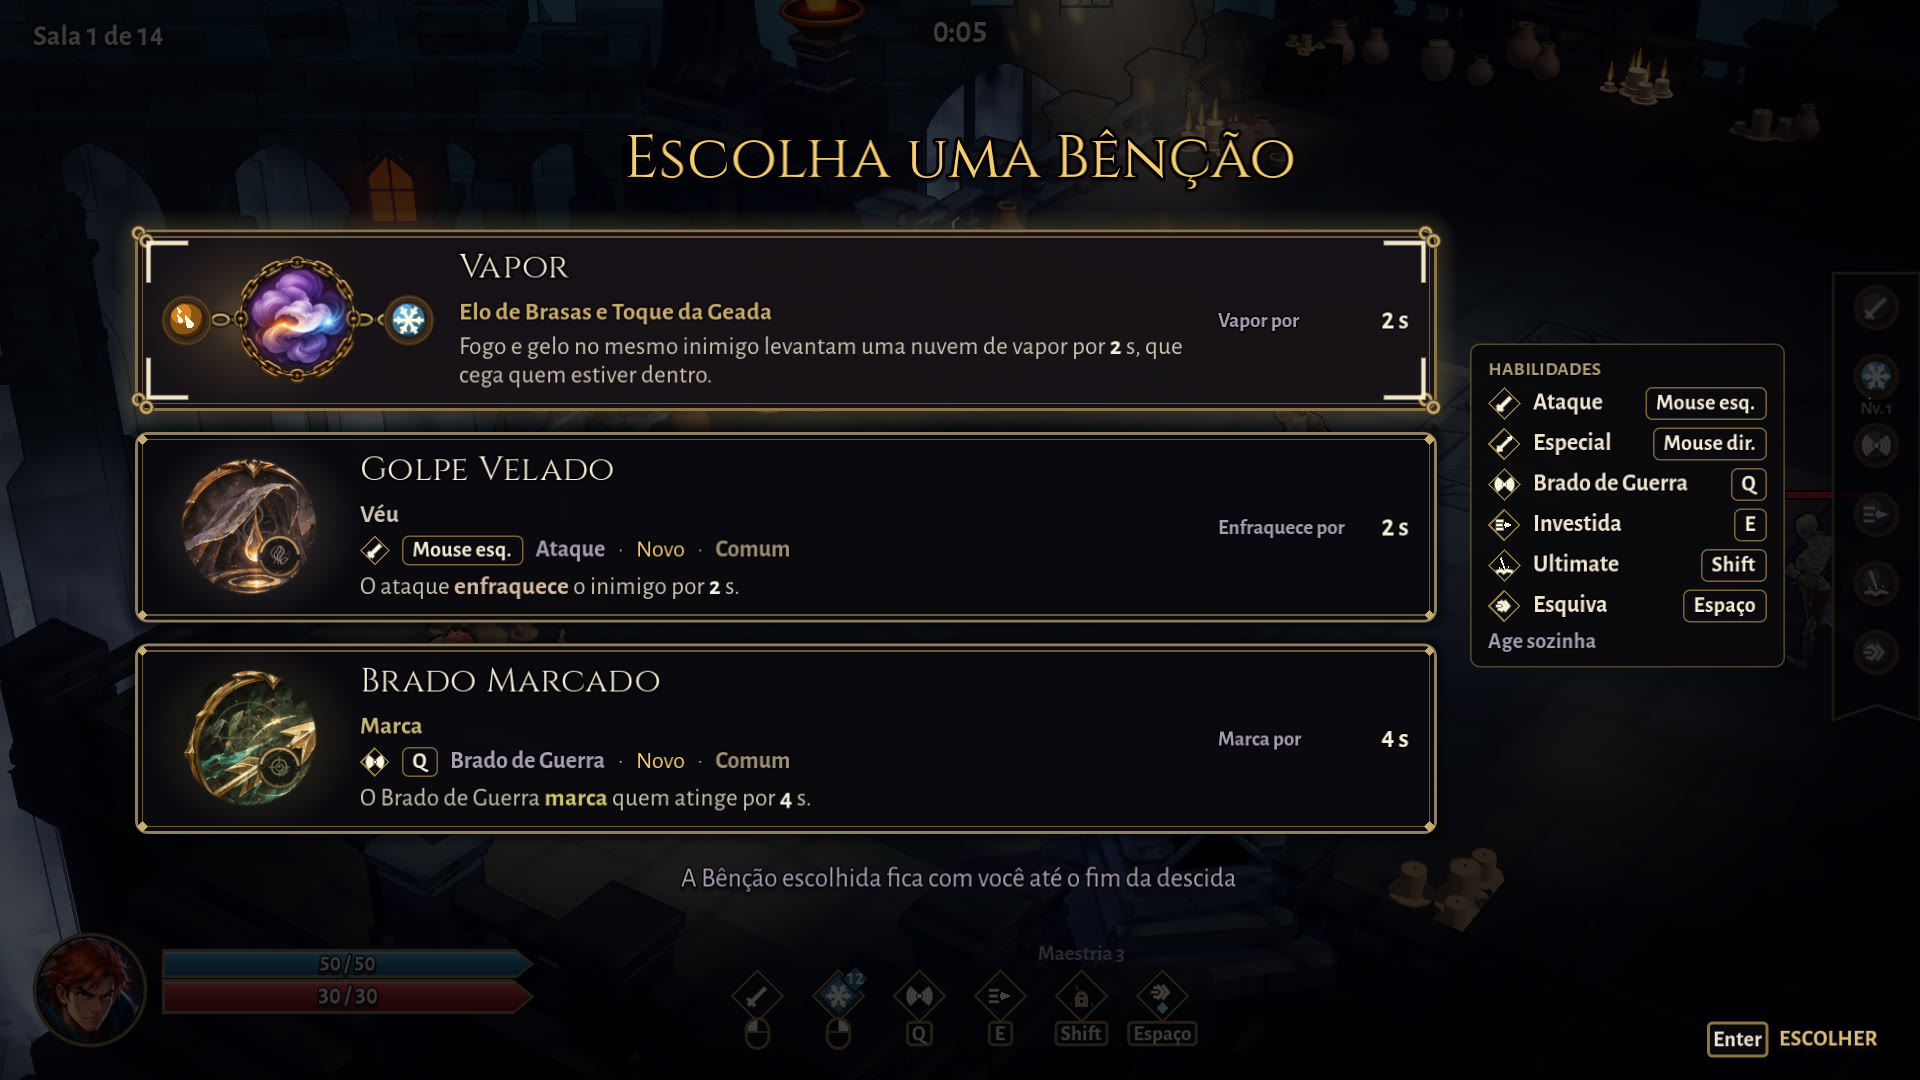 Sala 1 de 14
0:05
Escolha uma Bênção
Vapor
Elo de Brasas e Toque da Geada
Fogo e gelo no mesmo inimigo levantam uma nuvem de vapor por 2 s, que
cega quem estiver dentro.
Vapor por 2 s
Golpe Velado
Véu
Mouse esq. Ataque · Novo · Comum
O ataque enfraquece o inimigo por 2 s.
Enfraquece por 2 s
Brado Marcado
Marca
Q Brado de Guerra · Novo · Comum
O Brado de Guerra marca quem atinge por 4 s.
Marca por 4 s
HABILIDADES
Ataque Mouse esq.
Especial Mouse dir.
Brado de Guerra Q
Investida E
Ultimate Shift
Esquiva Espaço
Age sozinha
Nv. 1
A Bênção escolhida fica com você até o fim da descida
50/50
30/30
Maestria 3
12
Q
E
Shift
Espaço
Enter ESCOLHER